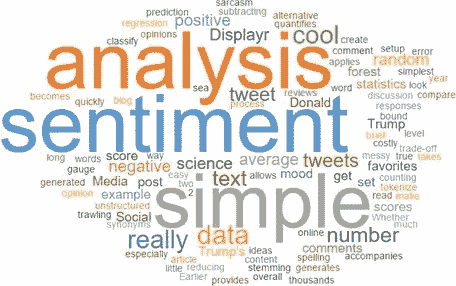 sarcasm
prediction subtracting
regression alternative
opinions positive quantifies
classify Displayr cool create
comment setup error
analysis applies random
forest simplest
becomes sea word statistics look year
quickly blog tweet reviews discussion compare
process Donald responses
sentiment bound
Trump costly
trade-off
brief level
long words score way science average tweets favorites messy true takes
gauge negative easy text allows mood get set counting
generated Media post two tokenize
opinion example 2 simple read make
unstructured Social scores Whether
trawling synonyms much
really data online number
especially Trump's ideas comments
article content spelling accompanies
little reducing stemming generates
Earlier overall thousands
provides